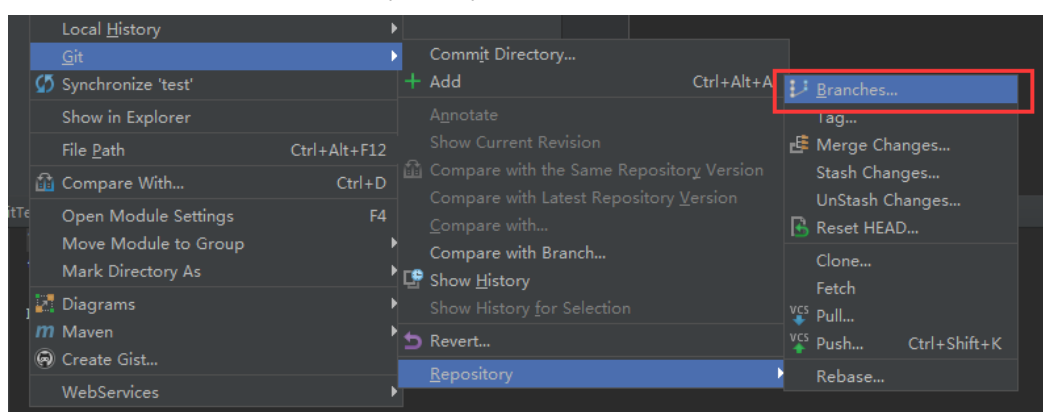 Local History
Git
Synchronize 'test'
Show in Explorer
File Path Ctrl+Alt+F12
Compare With... Ctrl+D
Open Module Settings F4
Move Module to Group
Mark Directory As
Diagrams
Maven
Create Gist...
WebServices
Commit Directory...
Add Ctrl+Alt+A
Annotate
Show Current Revision
Compare with the Same Repository Version
Compare with Latest Repository Version
Compare with...
Compare with Branch...
Show History
Show History for Selection
Revert...
Repository
Branches...
Tag...
Merge Changes...
Stash Changes...
UnStash Changes...
Reset HEAD...
Clone...
Fetch
VCS Pull...
VCS Push... Ctrl+Shift+K
Rebase...